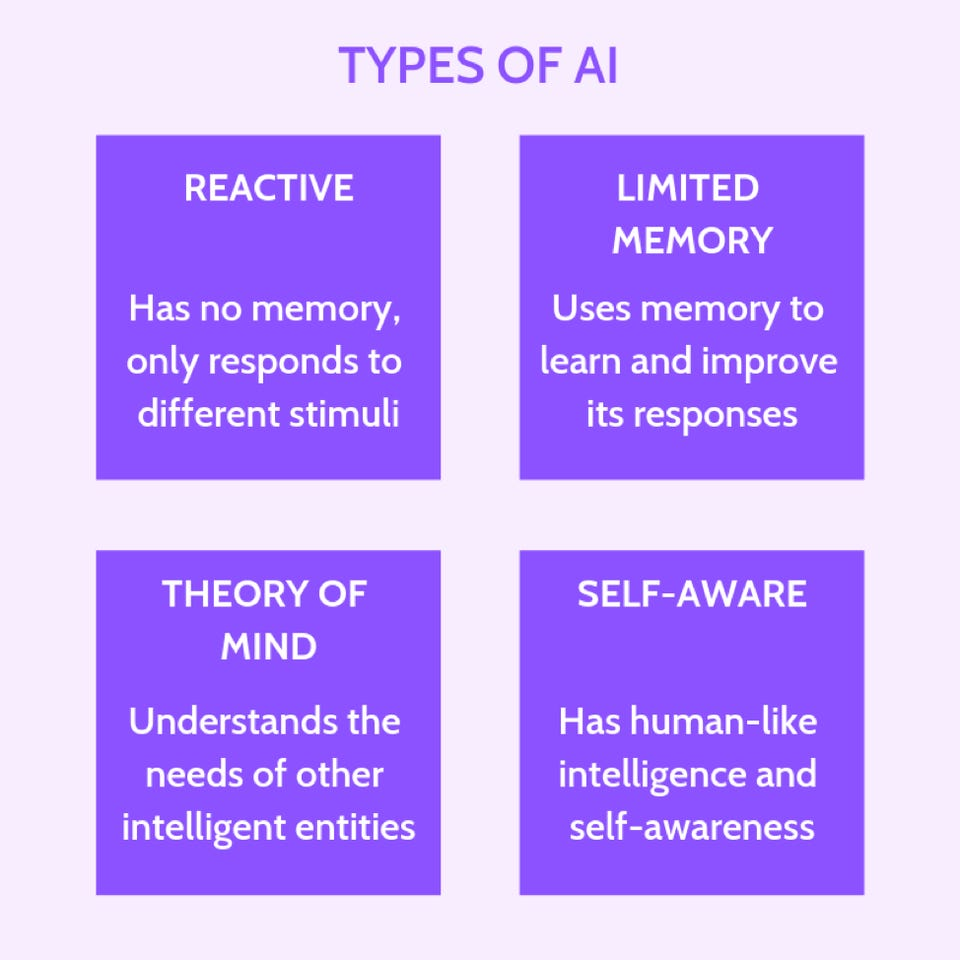 TYPES OF AI
REACTIVE
Has no memory,
only responds to
different stimuli
LIMITED
MEMORY
Uses memory to
learn and improve
its responses
THEORY OF
MIND
Understands the
needs of other
intelligent entities
SELF-AWARE
Has human-like
intelligence and
self-awareness